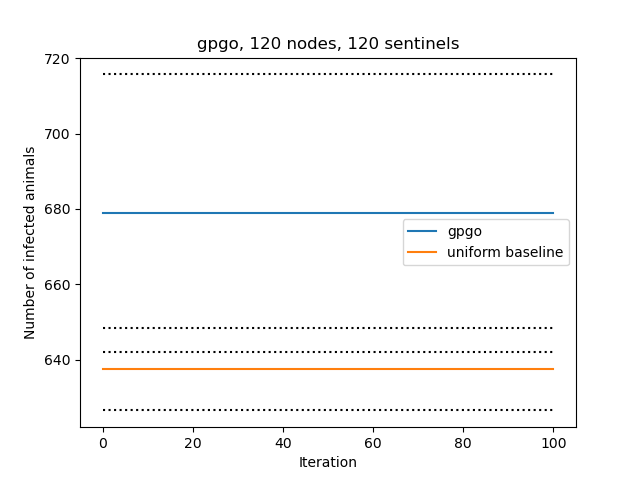 gpgo, 120 nodes, 120 sentinels
720
700
680
660
640
Number of infected animals
gpgo
uniform baseline
0 20 40 60 80 100
Iteration